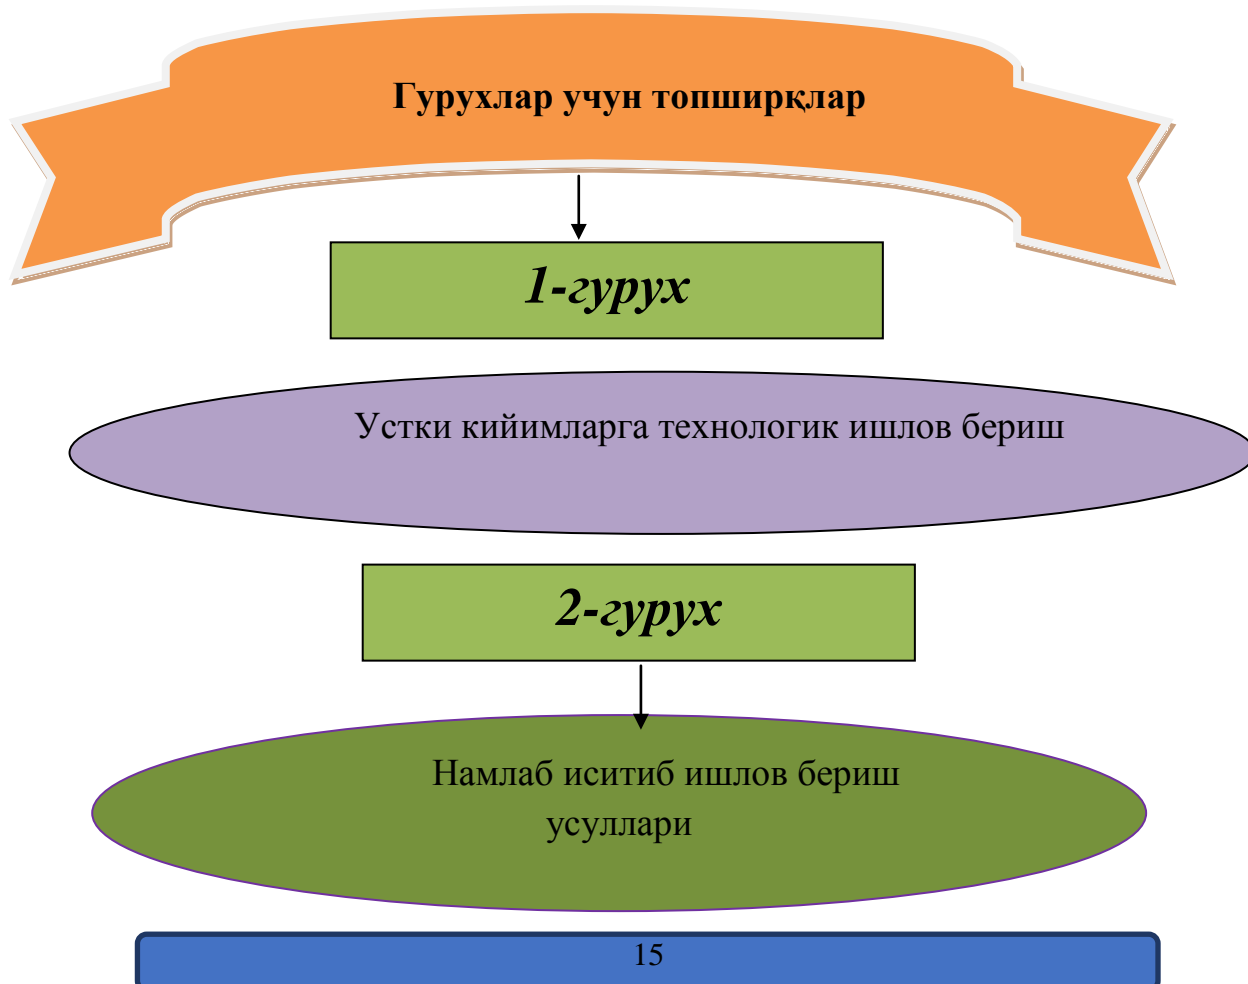 Гурухлар учун топширқлар
1-гурух
Устки кийимларга технологик ишлов бериш
2-гурух
Намлаб иситиб ишлов бериш
усуллари
15